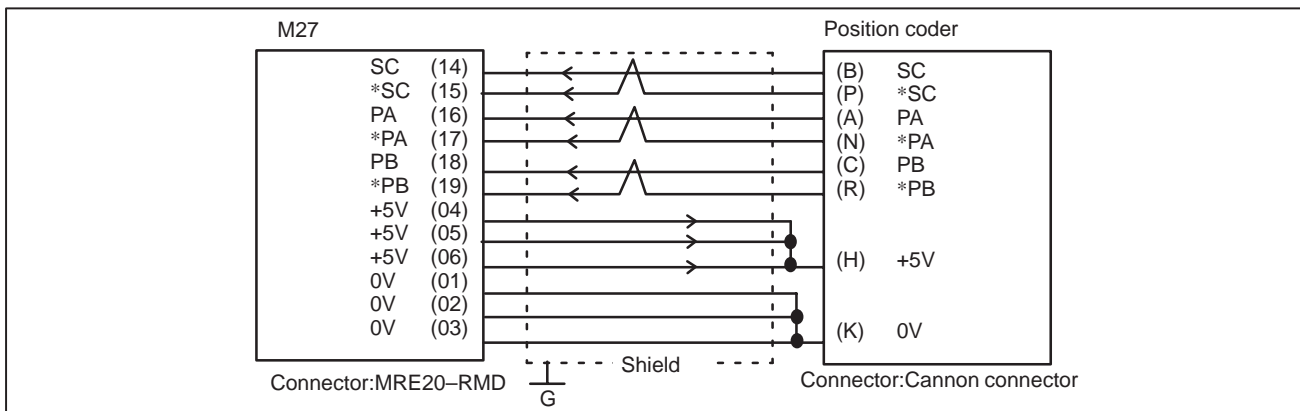 M27
Position coder
SC (14)
*SC (15)
PA (16)
*PA (17)
PB (18)
*PB (19)
+5V (04)
+5V (05)
+5V (06)
0V (01)
0V (02)
0V (03)
(B) SC
(P) *SC
(A) PA
(N) *PA
(C) PB
(R) *PB
(H) +5V
(K) 0V
Shield
G
Connector:MRE20–RMD
Connector:Cannon connector